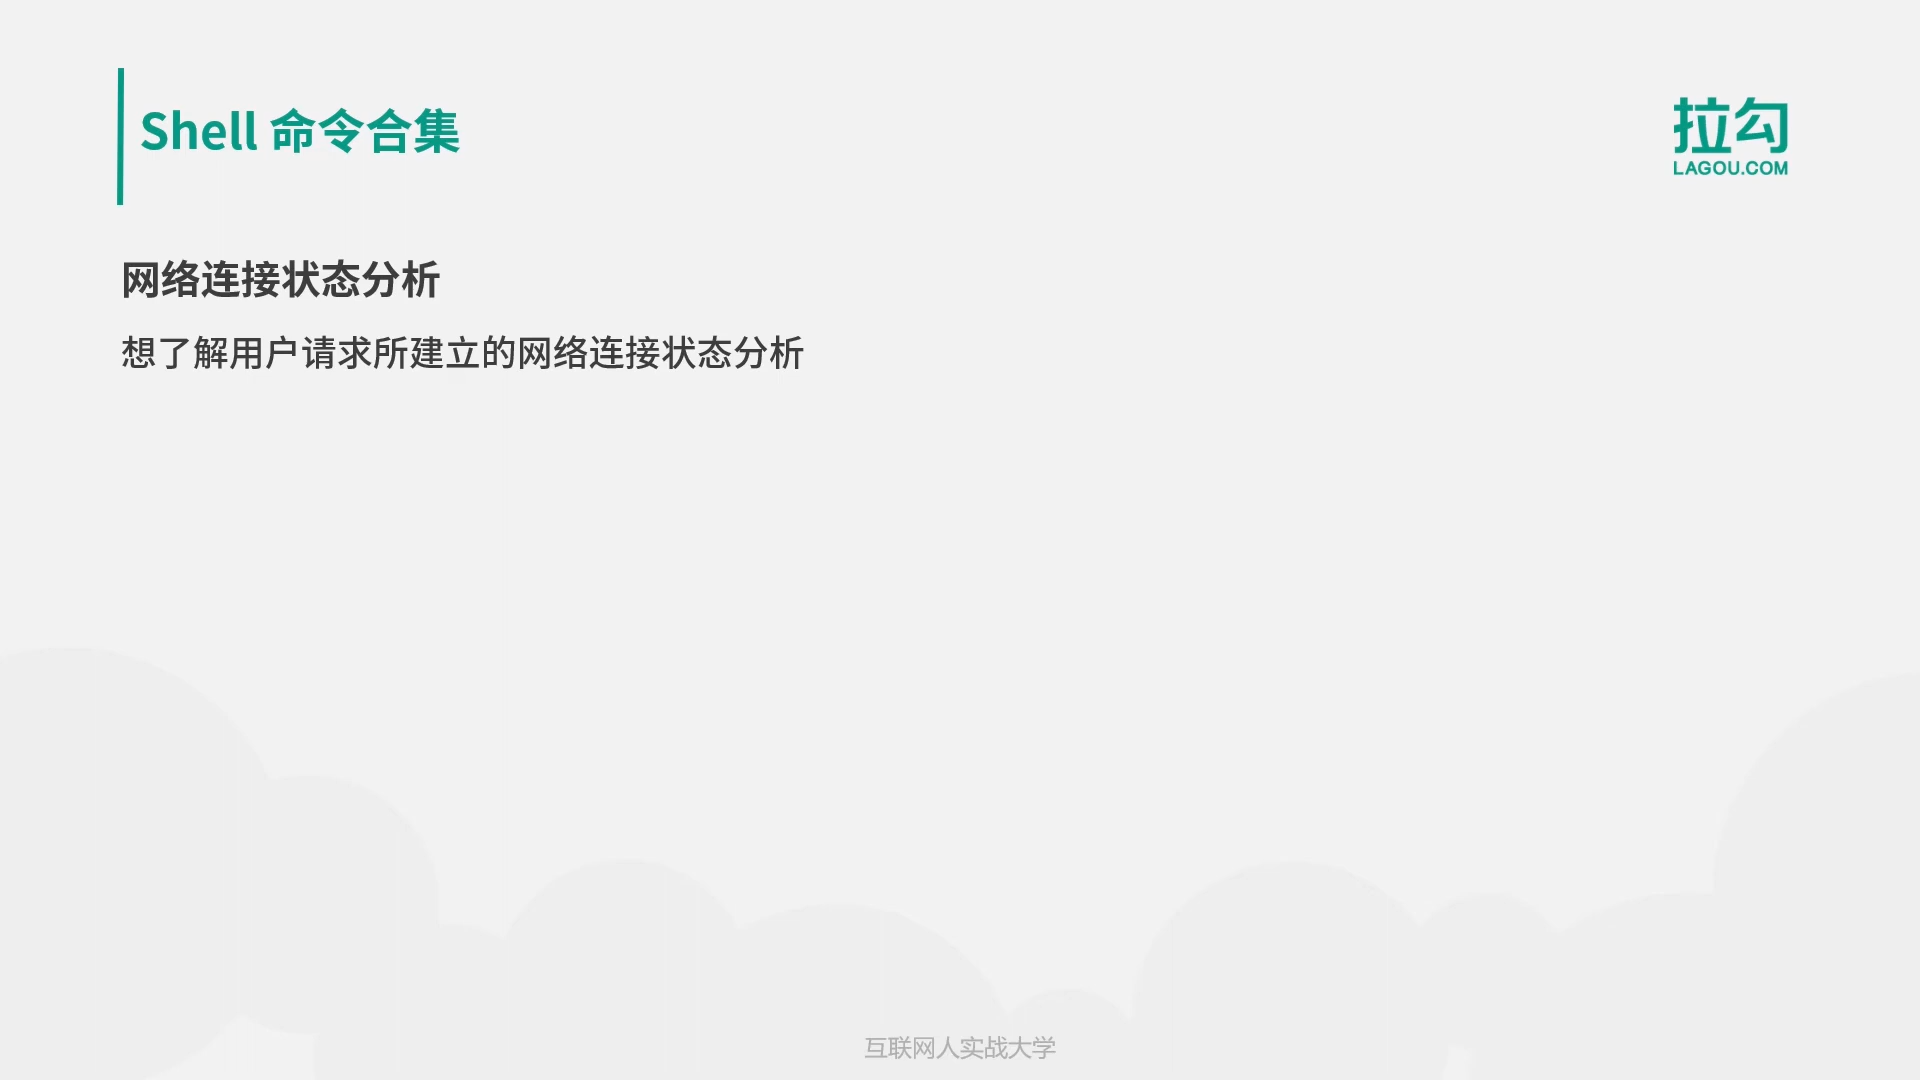 Shell 命令合集
拉勾
LAGOU.COM
网络连接状态分析
想了解用户请求所建立的网络连接状态分析
互联网人实战大学